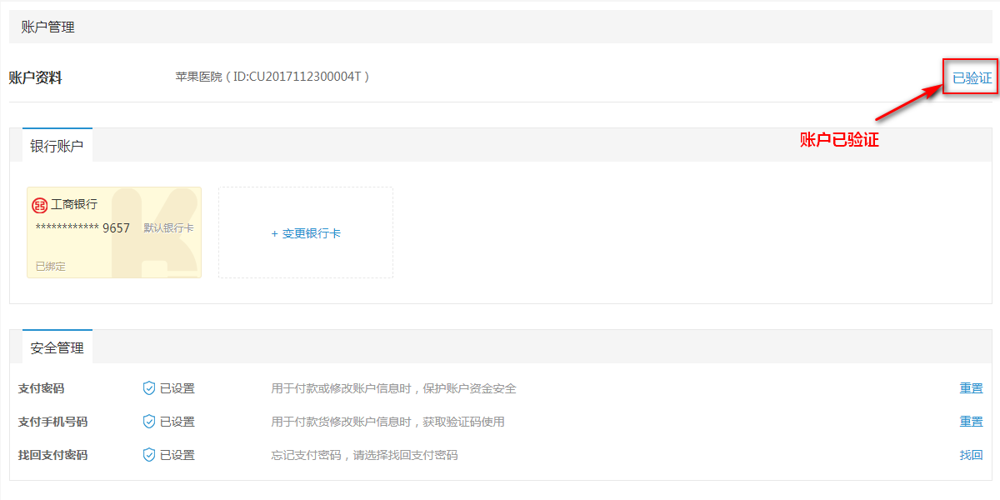 账户管理
账户资料 苹果医院（ID:CU2017112300004T） 已验证
账户已验证
银行账户
工商银行
************ 9657 默认银行卡
+ 变更银行卡
已绑定
安全管理
支付密码 已设置 用于付款或修改账户信息时，保护账户资金安全 重置
支付手机号码 已设置 用于付款货修改账户信息时，获取验证码使用 重置
找回支付密码 已设置 忘记支付密码，请选择找回支付密码 找回